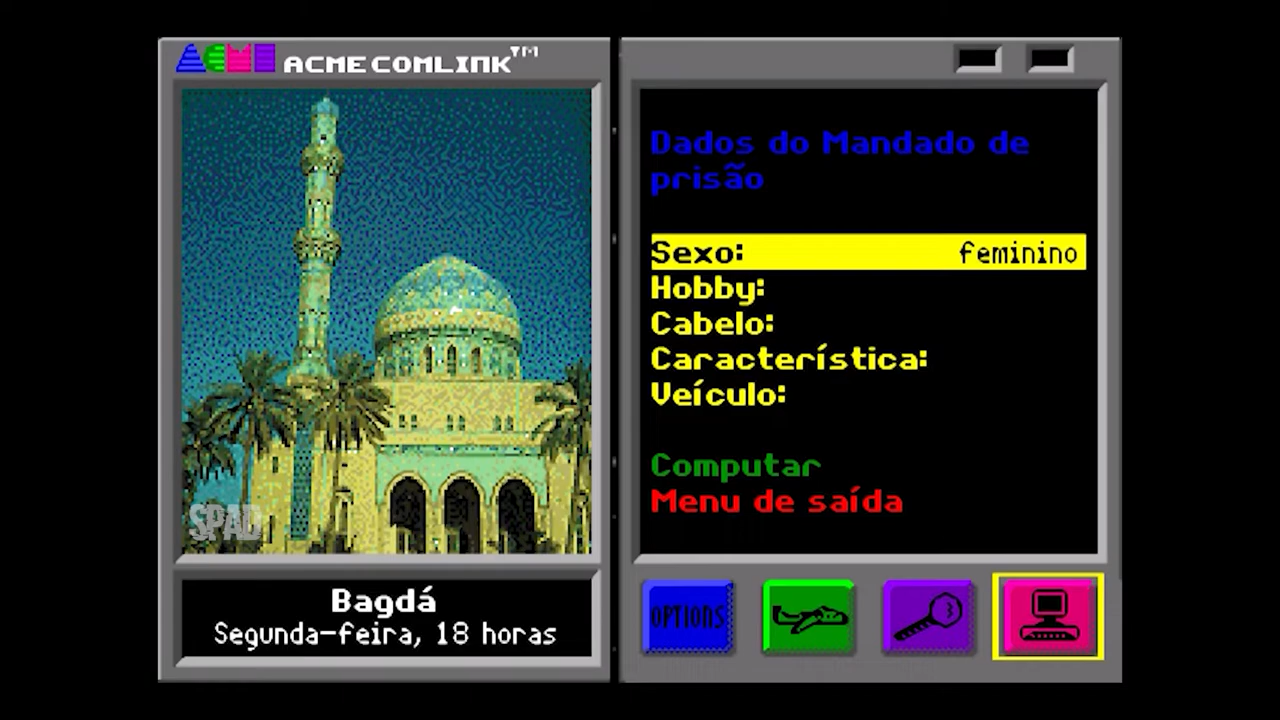 ACME ACME COMLINK™
SPAD
Bagdá
Segunda-feira, 18 horas
Dados do Mandado de
prisão
Sexo: feminino
Hobby:
Cabelo:
Característica:
Veículo:
Computar
Menu de saída
OPTIONS